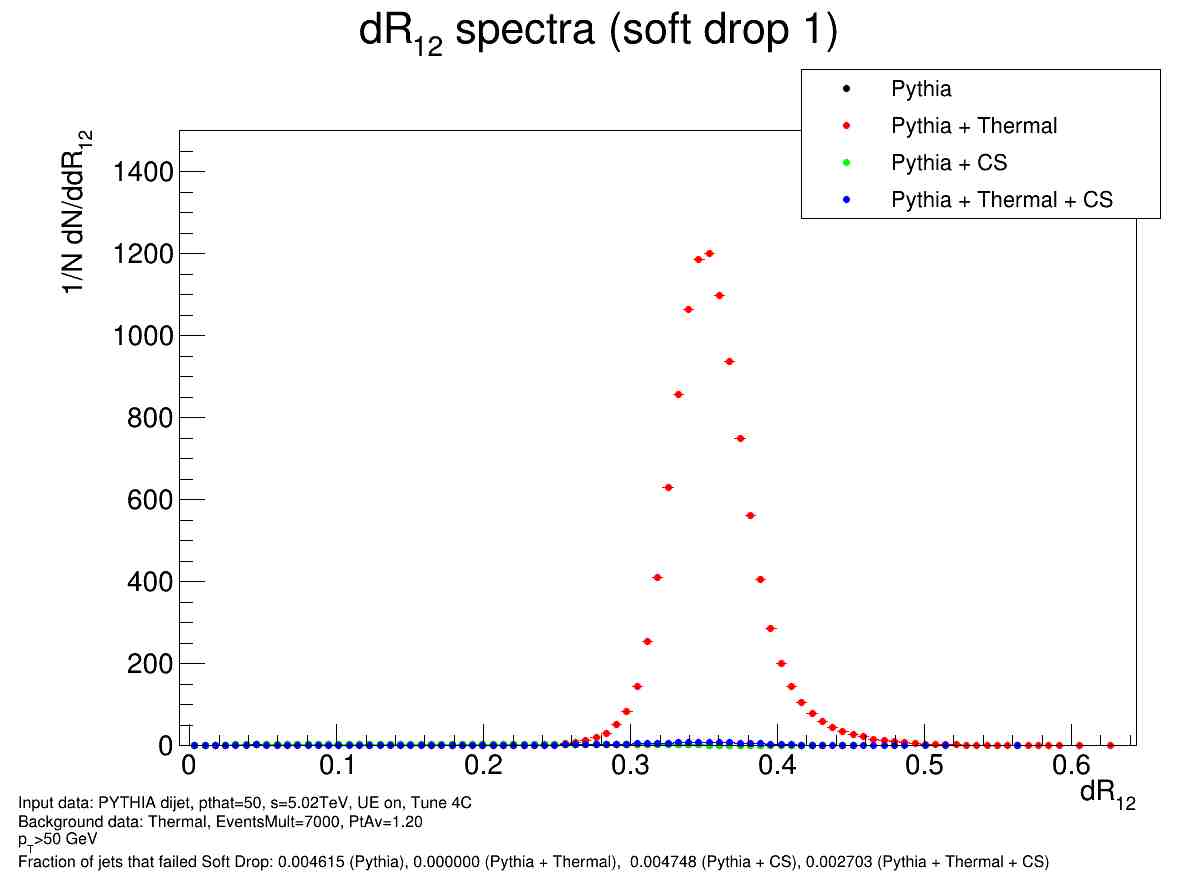 dR12 spectra (soft drop 1)
Pythia
Pythia + Thermal
Pythia + CS
Pythia + Thermal + CS
1/N dN/ddR12
1400
1200
1000
800
600
400
200
0
0 0.1 0.2 0.3 0.4 0.5 0.6
dR12
Input data: PYTHIA dijet, pthat=50, s=5.02TeV, UE on, Tune 4C
Background data: Thermal, EventsMult=7000, PtAv=1.20
pT>50 GeV
Fraction of jets that failed Soft Drop: 0.004615 (Pythia), 0.000000 (Pythia + Thermal), 0.004748 (Pythia + CS), 0.002703 (Pythia + Thermal + CS)